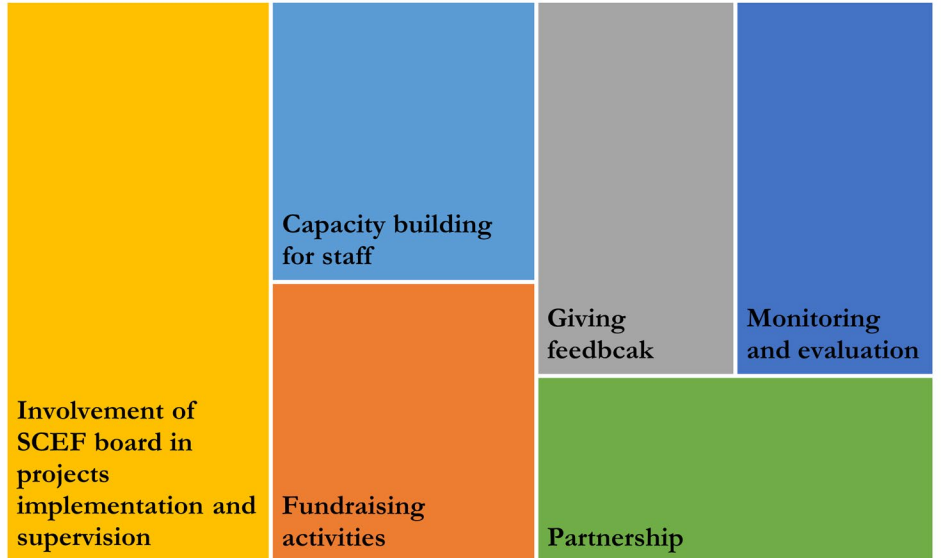 Involvement of
SCEF board in
projects
implementation and
supervision
Capacity building
for staff
Fundraising
activities
Giving
feedbcak
Monitoring
and evaluation
Partnership